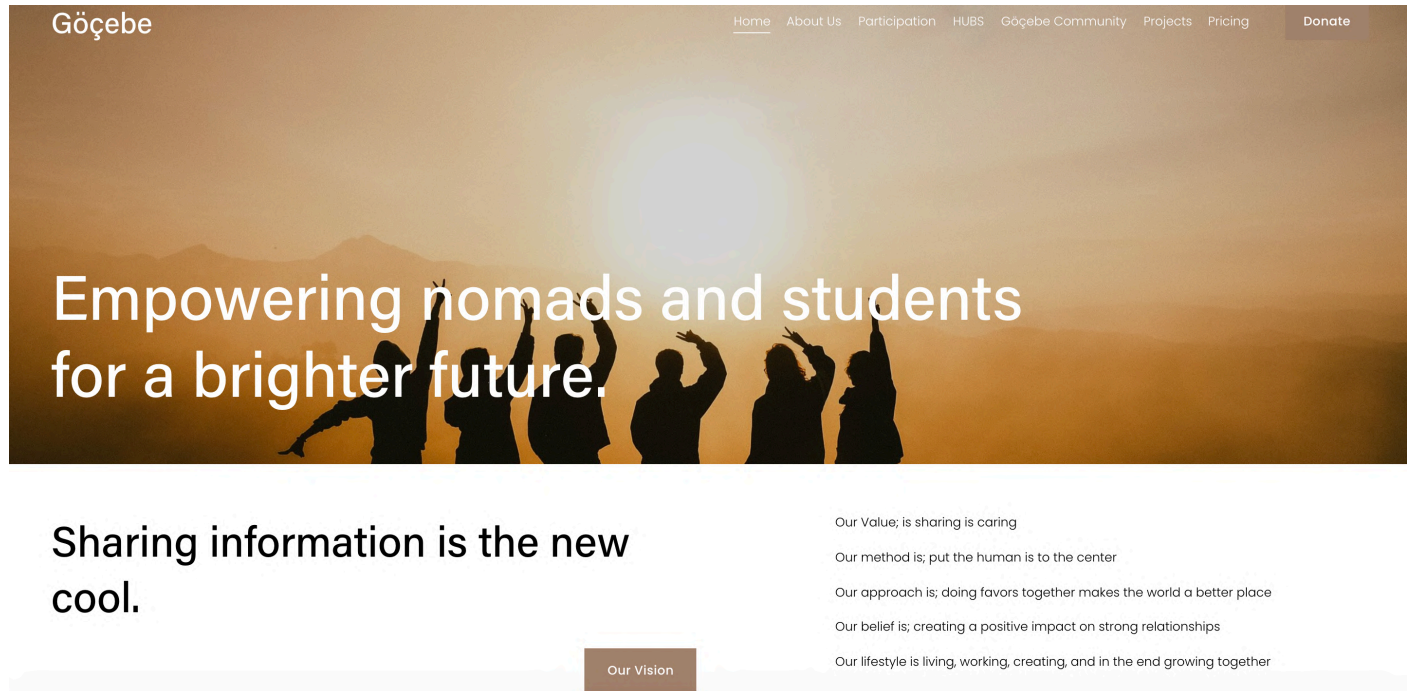 Göçebe
Home About Us Participation HUBS Göçebe Community Projects Pricing Donate
Empowering nomads and students
for a brighter future.
Sharing information is the new
cool.
Our Vision
Our Value; is sharing is caring
Our method is; put the human is to the center
Our approach is; doing favors together makes the world a better place
Our belief is; creating a positive impact on strong relationships
Our lifestyle is living, working, creating, and in the end growing together